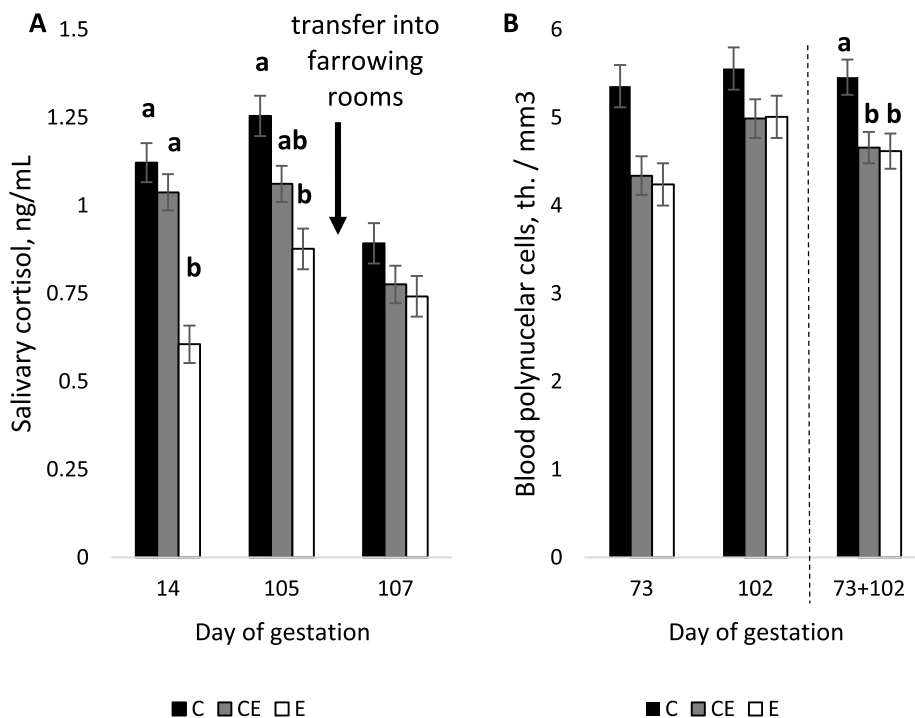 A
Salivary cortisol, ng/mL
1.5
1.25
1
0.75
0.5
0.25
0
a
a
b
a
ab
b
transfer into
farrowing
rooms
14
105
107
Day of gestation
C
CE
E
B
Blood polynucelar cells, th. / mm3
6
5
4
3
2
1
0
a
b b
73
102
73+102
Day of gestation
C
CE
E